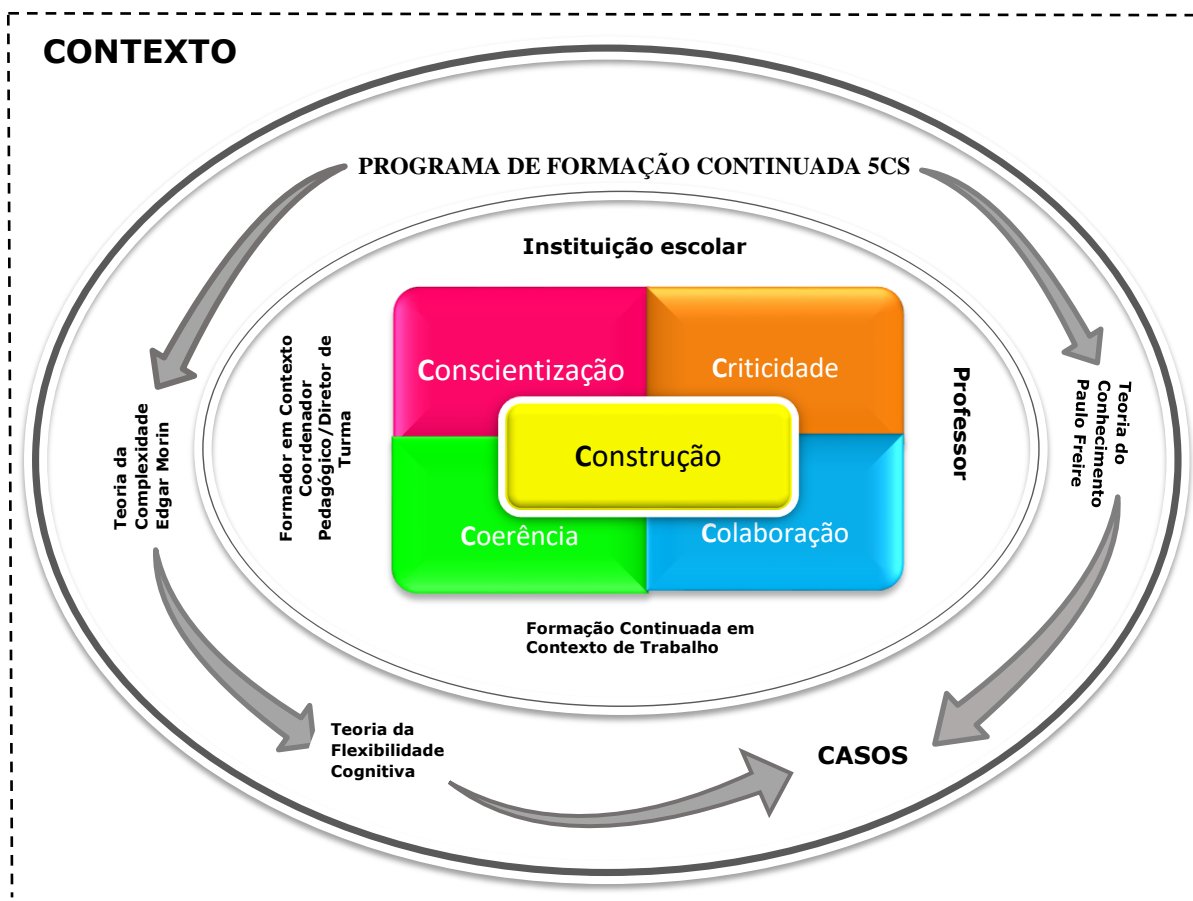 CONTEXTO
PROGRAMA DE FORMAÇÃO CONTINUADA 5CS
Instituição escolar
Conscientização
Criticidade
Construção
Coerência
Colaboração
Formador em Contexto
Coordenador
Pedagógico/Diretor de
Turma
Professor
Teoria da
Complexidade
Edgar Morin
Teoria do
Conhecimento
Paulo Freire
Formação Continuada em
Contexto de Trabalho
Teoria da
Flexibilidade
Cognitiva
CASOS